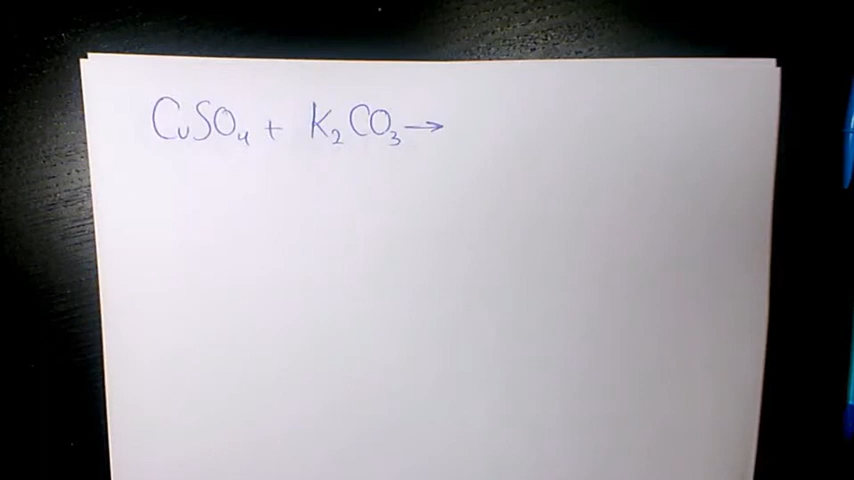 CuSO₄ + K₂CO₃ →